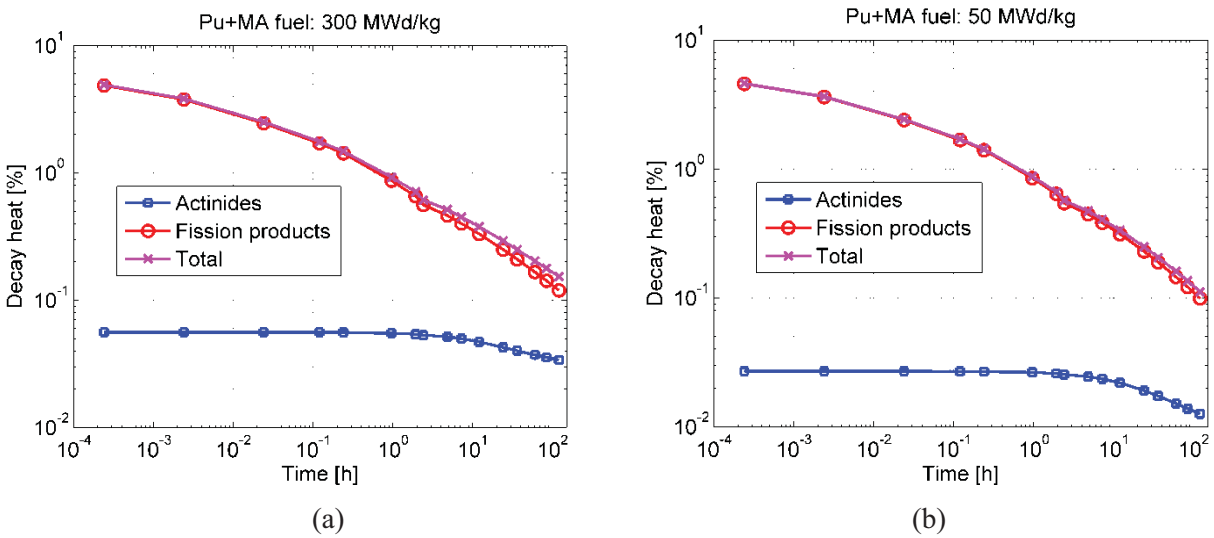 Pu+MA fuel: 300 MWd/kg
10^1
10^0
10^-1
10^-2
Decay heat [%]
Actinides
Fission products
Total
10^-4
10^-3
10^-2
10^-1
10^0
10^1
10^2
Time [h]
(a)
Pu+MA fuel: 50 MWd/kg
10^1
10^0
10^-1
10^-2
Decay heat [%]
Actinides
Fission products
Total
10^-4
10^-3
10^-2
10^-1
10^0
10^1
10^2
Time [h]
(b)